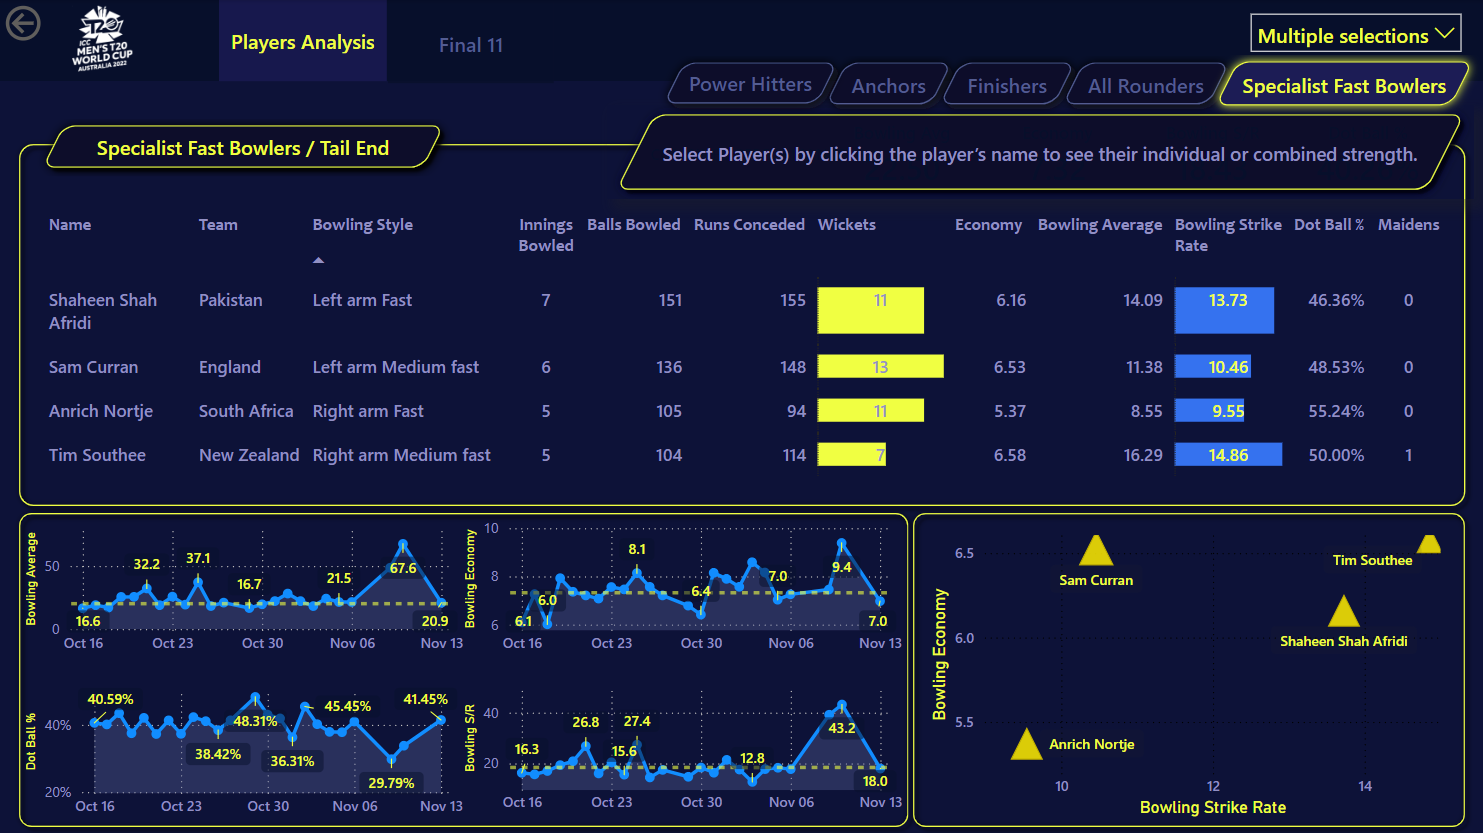 ICC
MEN'S T20
WORLD CUP
AUSTRALIA 2022
Players Analysis
Final 11
Multiple selections
Power Hitters
Anchors
Finishers
All Rounders
Specialist Fast Bowlers
Specialist Fast Bowlers / Tail End
Select Player(s) by clicking the player's name to see their individual or combined strength.
Name Team Bowling Style Innings Bowled Balls Bowled Runs Conceded Wickets Economy Bowling Average Bowling Strike Rate Dot Ball % Maidens
Shaheen Shah Afridi Pakistan Left arm Fast 7 151 155 11 6.16 14.09 13.73 46.36% 0
Sam Curran England Left arm Medium fast 6 136 148 13 6.53 11.38 10.46 48.53% 0
Anrich Nortje South Africa Right arm Fast 5 105 94 11 5.37 8.55 9.55 55.24% 0
Tim Southee New Zealand Right arm Medium fast 5 104 114 7 6.58 16.29 14.86 50.00% 1
Bowling Average
50
0
16.6
32.2
37.1
16.7
21.5
67.6
20.9
Oct 16 Oct 23 Oct 30 Nov 06 Nov 13
Bowling Economy
10
8
6
6.1
6.0
8.1
6.4
7.0
9.4
7.0
Oct 16 Oct 23 Oct 30 Nov 06 Nov 13
Dot Ball %
40%
20%
40.59%
38.42%
48.31%
36.31%
45.45%
29.79%
41.45%
Oct 16 Oct 23 Oct 30 Nov 06 Nov 13
Bowling S/R
40
20
16.3
26.8
15.6
27.4
12.8
43.2
18.0
Oct 16 Oct 23 Oct 30 Nov 06 Nov 13
Bowling Economy
6.5
6.0
5.5
Sam Curran
Tim Southee
Shaheen Shah Afridi
Anrich Nortje
10 12 14
Bowling Strike Rate